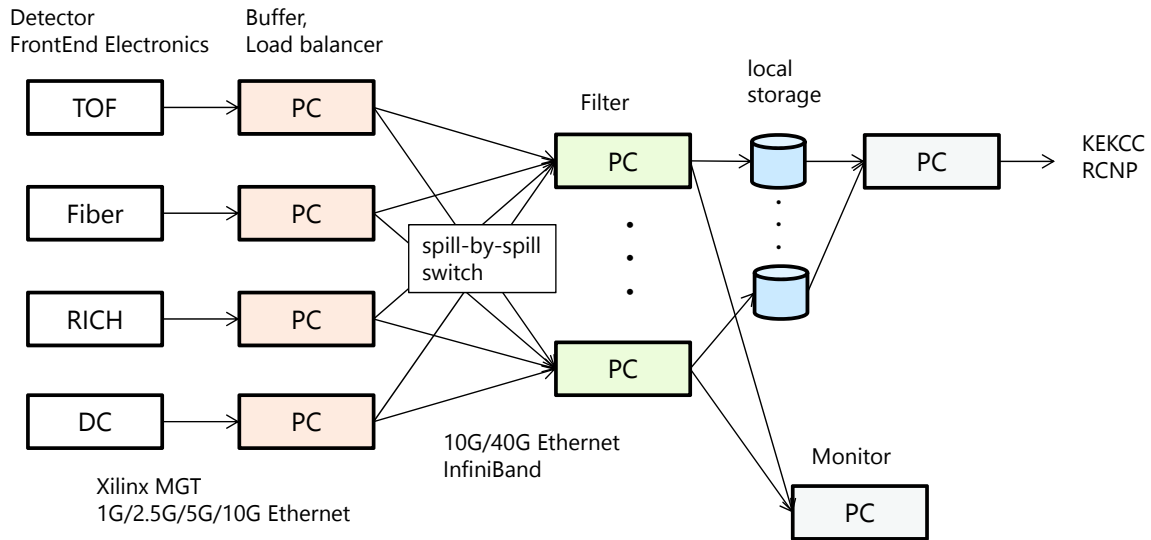 Detector
FrontEnd Electronics
Buffer,
Load balancer
TOF
PC
Fiber
PC
RICH
PC
DC
PC
Xilinx MGT
1G/2.5G/5G/10G Ethernet
spill-by-spill
switch
10G/40G Ethernet
InfiniBand
Filter
PC
PC
local
storage
PC
KEKCC
RCNP
Monitor
PC